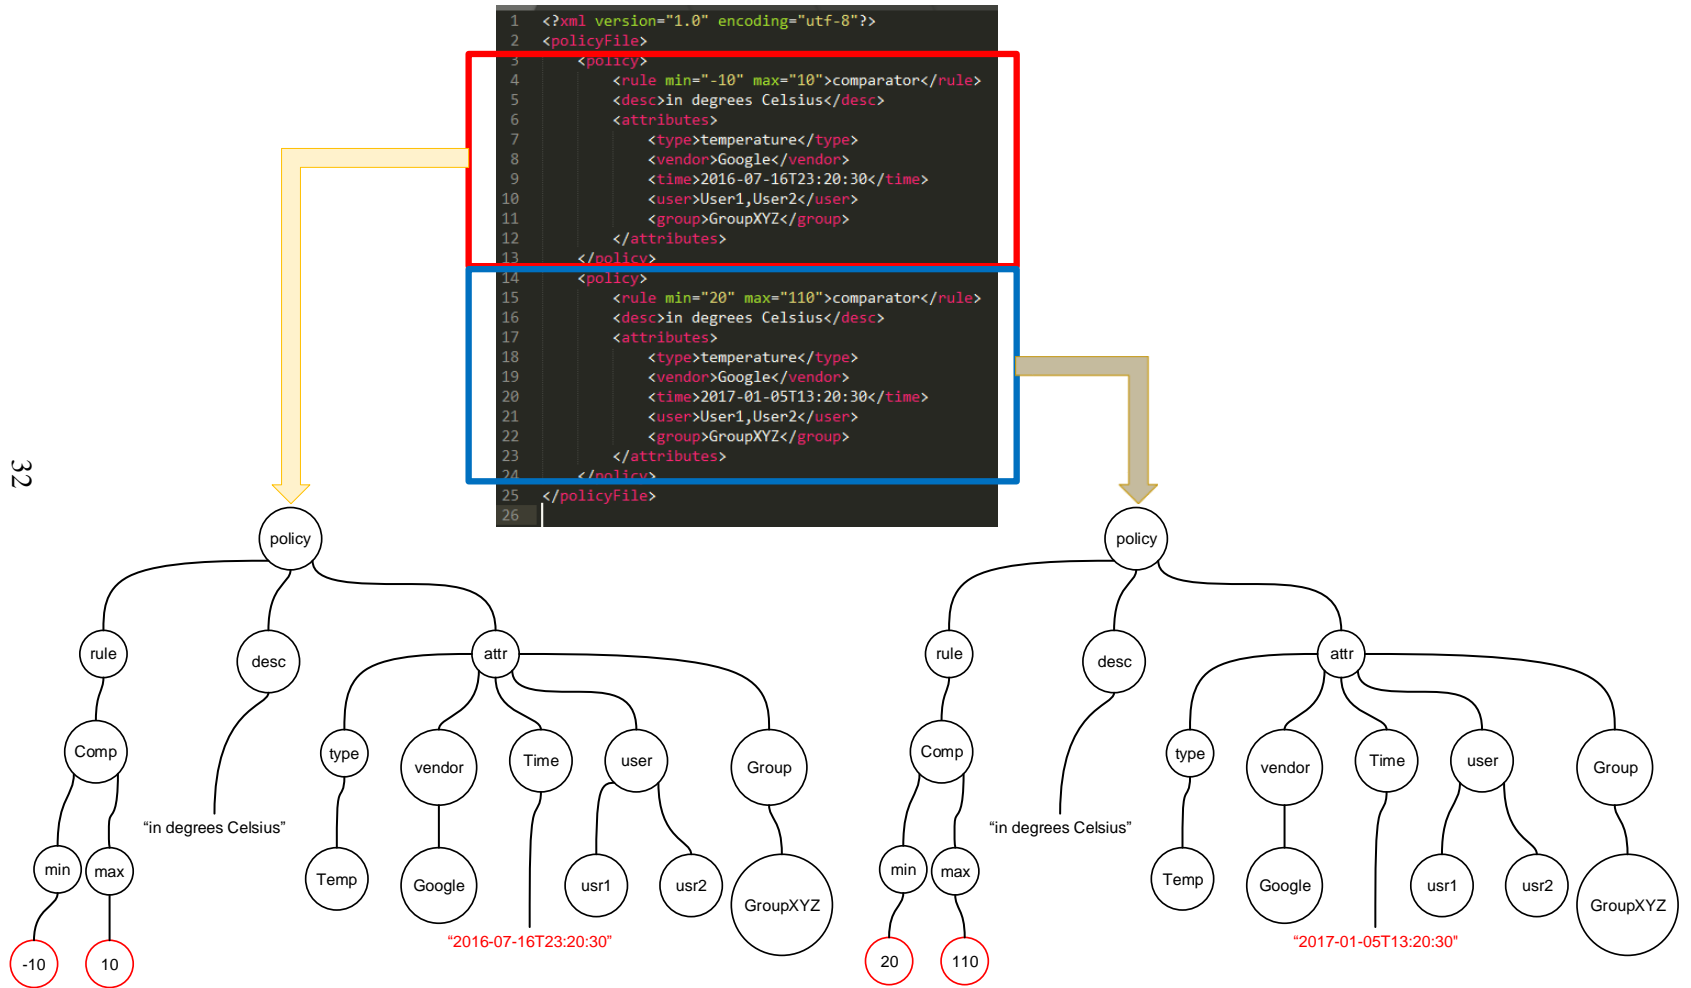 1 <?xml version="1.0" encoding="utf-8"?>
2 <policyFile>
3 <policy>
4 <rule min="-10" max="10">comparator</rule>
5 <desc>in degrees Celsius</desc>
6 <attributes>
7 <type>temperature</type>
8 <vendor>Google</vendor>
9 <time>2016-07-16T23:20:30</time>
10 <user>User1,User2</user>
11 <group>GroupXYZ</group>
12 </attributes>
13 </policy>
14 <policy>
15 <rule min="20" max="110">comparator</rule>
16 <desc>in degrees Celsius</desc>
17 <attributes>
18 <type>temperature</type>
19 <vendor>Google</vendor>
20 <time>2017-01-05T13:20:30</time>
21 <user>User1,User2</user>
22 <group>GroupXYZ</group>
23 </attributes>
24 </policy>
25 </policyFile>
26
32
policy
rule
desc
attr
Comp
type
vendor
Time
user
Group
“in degrees Celsius”
min
max
Temp
Google
usr1
usr2
GroupXYZ
“2016-07-16T23:20:30”
-10
10
policy
rule
desc
attr
Comp
type
vendor
Time
user
Group
“in degrees Celsius”
min
max
Temp
Google
usr1
usr2
GroupXYZ
“2017-01-05T13:20:30”
20
110